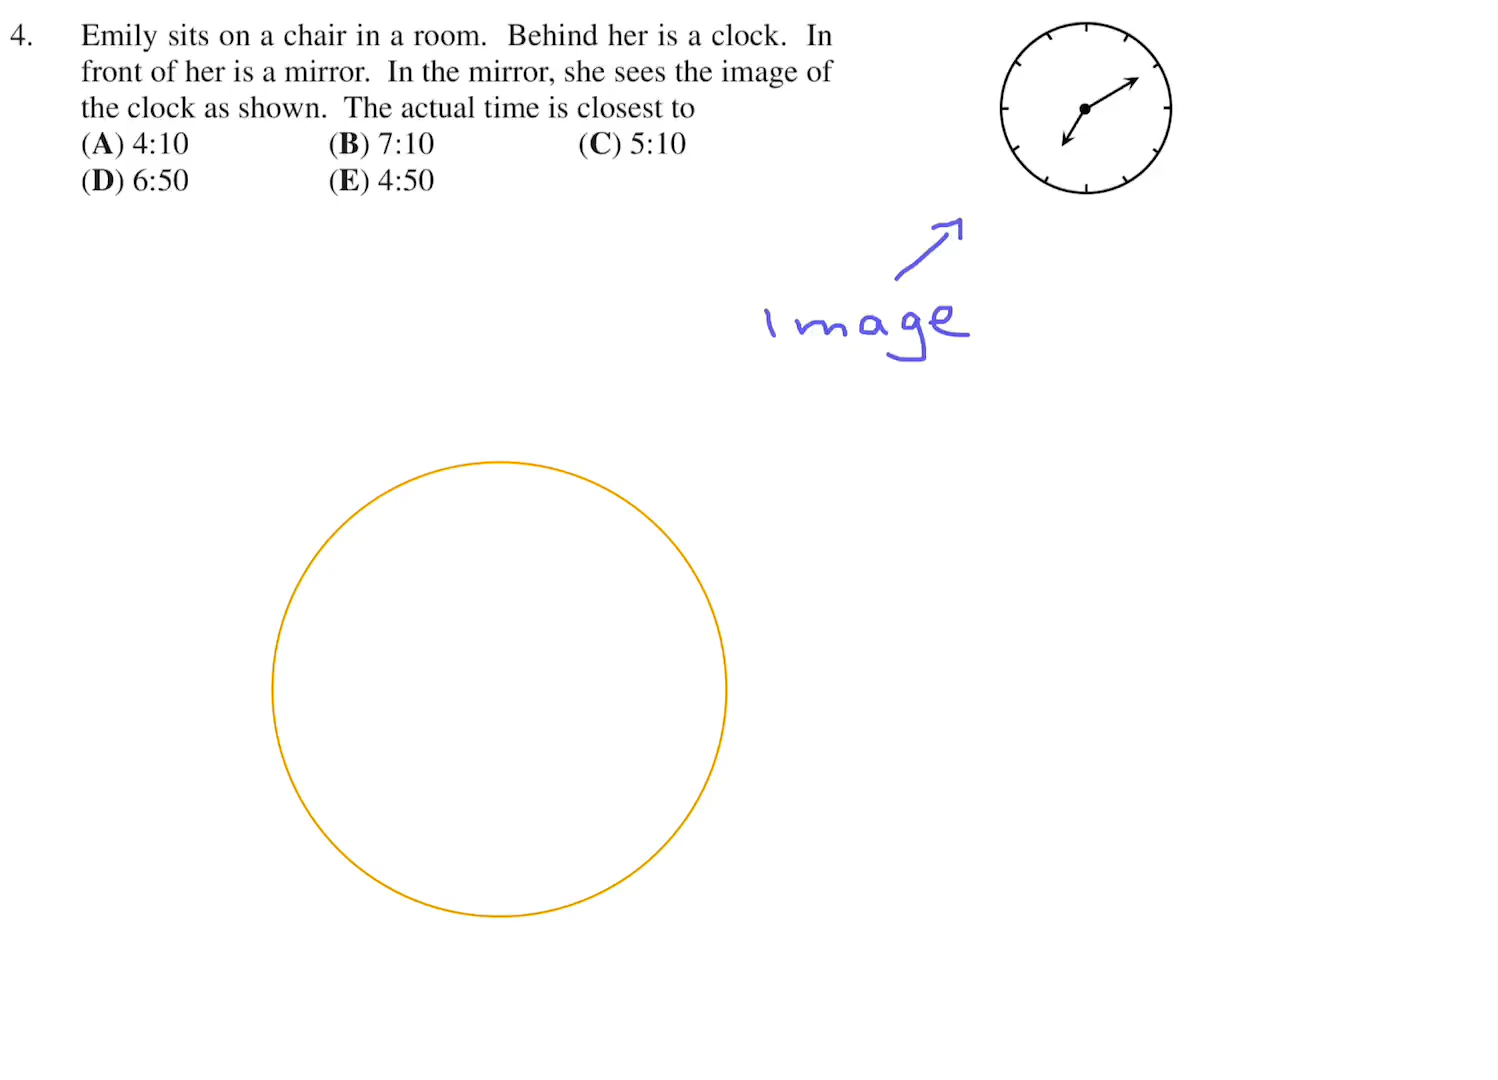 4. Emily sits on a chair in a room. Behind her is a clock. In
front of her is a mirror. In the mirror, she sees the image of
the clock as shown. The actual time is closest to
(A) 4:10 (B) 7:10 (C) 5:10
(D) 6:50 (E) 4:50
Image